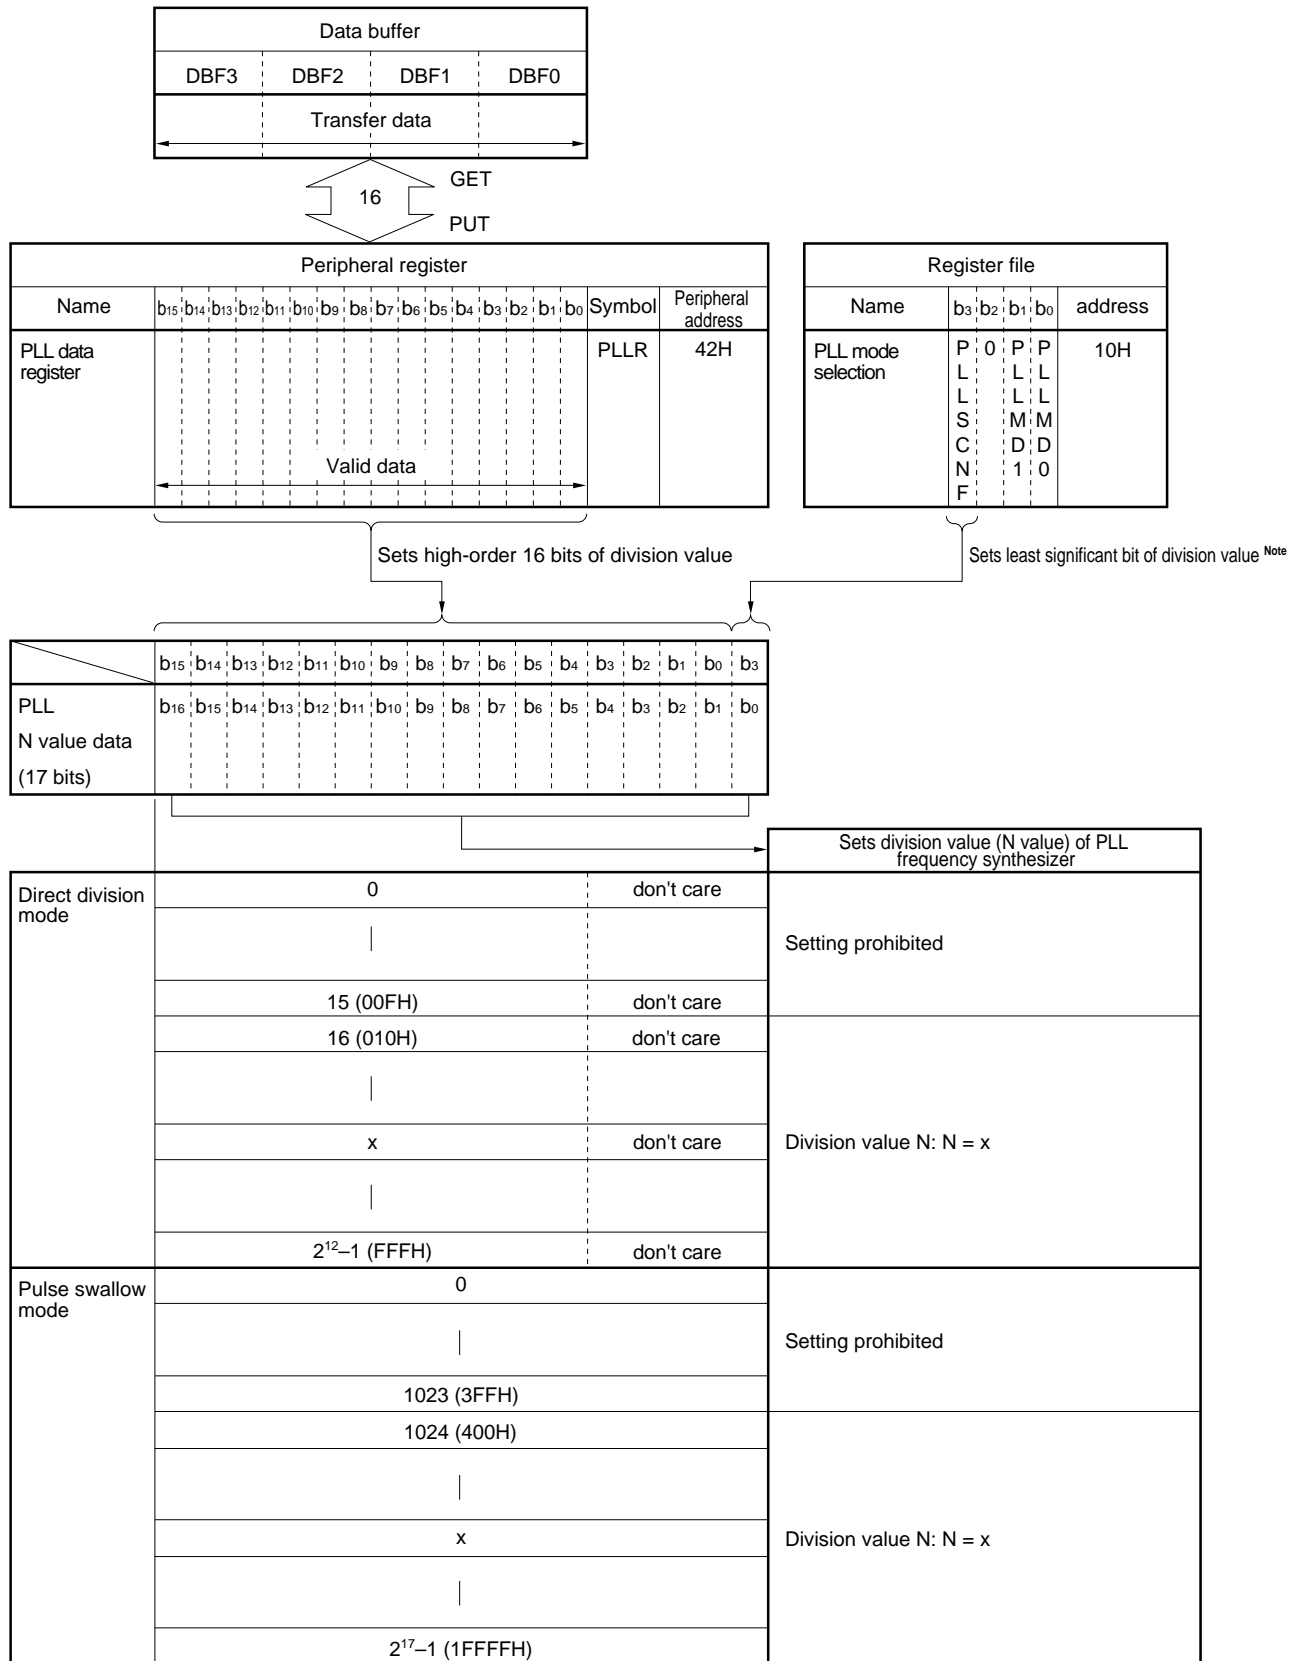 Data buffer
DBF3 DBF2 DBF1 DBF0
Transfer data
GET
16
PUT
Peripheral register
Name b15 b14 b13 b12 b11 b10 b9 b8 b7 b6 b5 b4 b3 b2 b1 b0 Symbol Peripheral address
PLL data register PLLR 42H
Valid data
Register file
Name b3 b2 b1 b0 address
PLL mode selection PLLSCNF 0 PLLMD1 PLLMD0 10H
Sets high-order 16 bits of division value
Sets least significant bit of division value Note
b15 b14 b13 b12 b11 b10 b9 b8 b7 b6 b5 b4 b3 b2 b1 b0 b3
PLL
N value data
(17 bits)
b16 b15 b14 b13 b12 b11 b10 b9 b8 b7 b6 b5 b4 b3 b2 b1 b0
Sets division value (N value) of PLL
frequency synthesizer
Direct division
mode
0 don't care
Setting prohibited
15 (00FH) don't care
16 (010H) don't care
x don't care
Division value N: N = x
2¹²–1 (FFFH) don't care
Pulse swallow
mode
0
Setting prohibited
1023 (3FFH)
1024 (400H)
x
Division value N: N = x
2¹⁷–1 (1FFFFH)